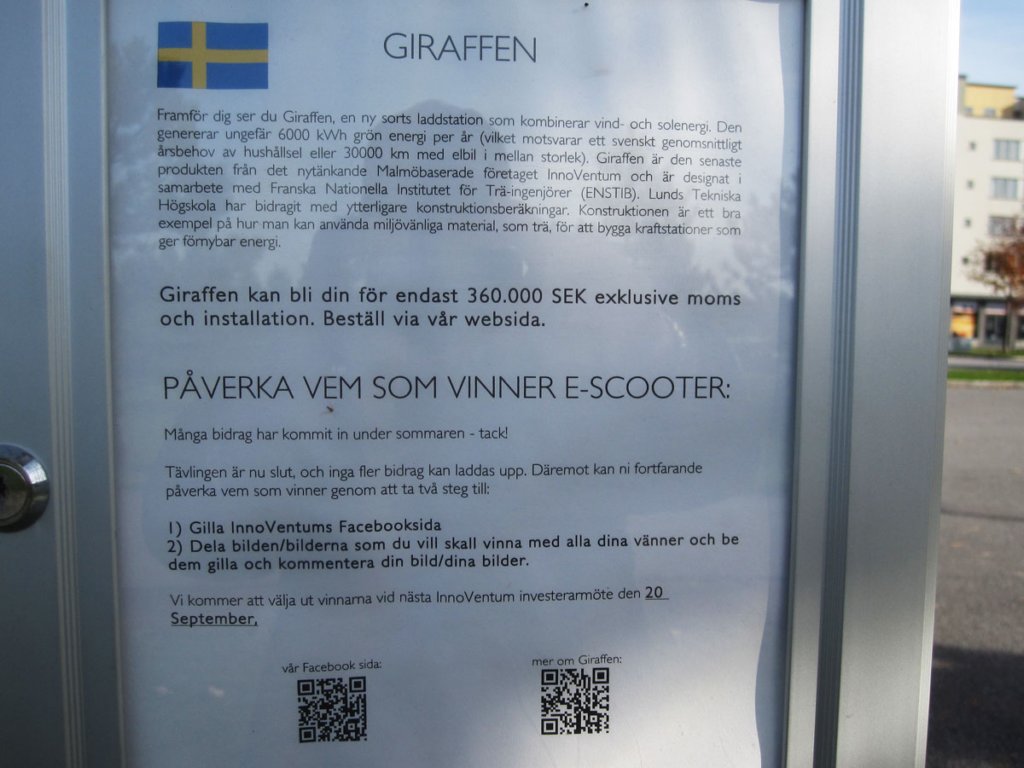 GIRAFFEN
Framför dig ser du Giraffen, en ny sorts laddstation som kombinerar vind- och solenergi. Den
genererar ungefär 6000 kWh grön energi per år (vilket motsvarar ett svenskt genomsnittligt
årsbehov av hushållsel eller 30000 km med elbil i mellan storlek). Giraffen är den senaste
produkten från det nytänkande Malmöbaserade företaget InnoVentum och är designat i
samarbete med Franska Nationella Institutet för Trä-ingenjörer (ENSTIB). Lunds Tekniska
Högskola har bidragit med ytterligare konstruktionsberäkningar. Konstruktionen är ett bra
exempel på hur man kan använda miljövänliga material, som trä, för att bygga kraftstationer som
ger förnybar energi.
Giraffen kan bli din för endast 360.000 SEK exklusive moms
och installation. Beställ via vår websida.
PÅVERKA VEM SOM VINNER E-SCOOTER:
Många bidrag har kommit in under sommaren - tack!
Tävlingen är nu slut, och inga fler bidrag kan laddas upp. Däremot kan ni fortfarande
påverka vem som vinner genom att ta två steg till:
1) Gilla InnoVentums Facebooksida
2) Dela bilden/bilderna som du vill skall vinna med alla dina vänner och be
dem gilla och kommentera din bild/dina bilder.
Vi kommer att välja ut vinnarna vid nästa InnoVentum investerarmöte den 20
September.
vår Facebook sida:
mer om Giraffen: